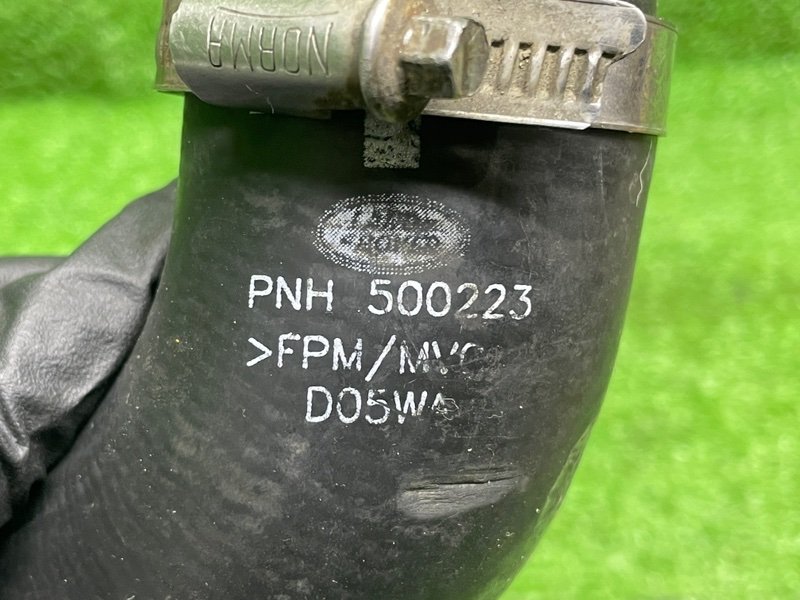 NORMA
PNH 500223
>FPM/MV
D05W